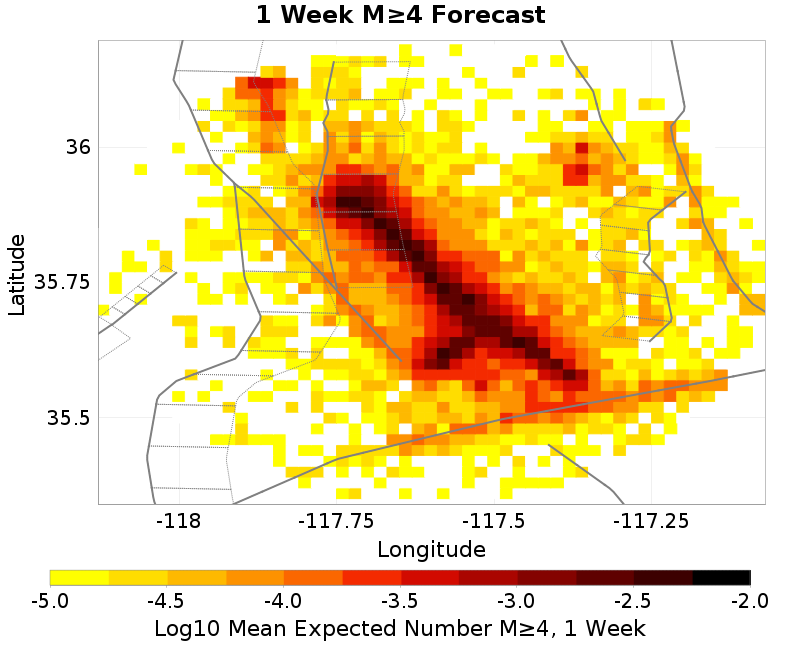 1 Week M≥4 Forecast
Latitude
36
35.75
35.5
-118 -117.75 -117.5 -117.25
Longitude
-5.0 -4.5 -4.0 -3.5 -3.0 -2.5 -2.0
Log10 Mean Expected Number M≥4, 1 Week